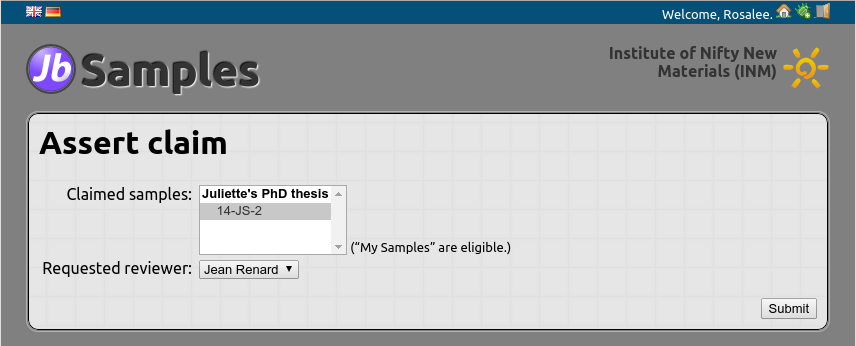 Welcome, Rosalee.
Jb Samples
Institute of Nifty New
Materials (INM)
Assert claim
Claimed samples:
Juliette's PhD thesis
14-JS-2
(“My Samples” are eligible.)
Requested reviewer: Jean Renard
Submit